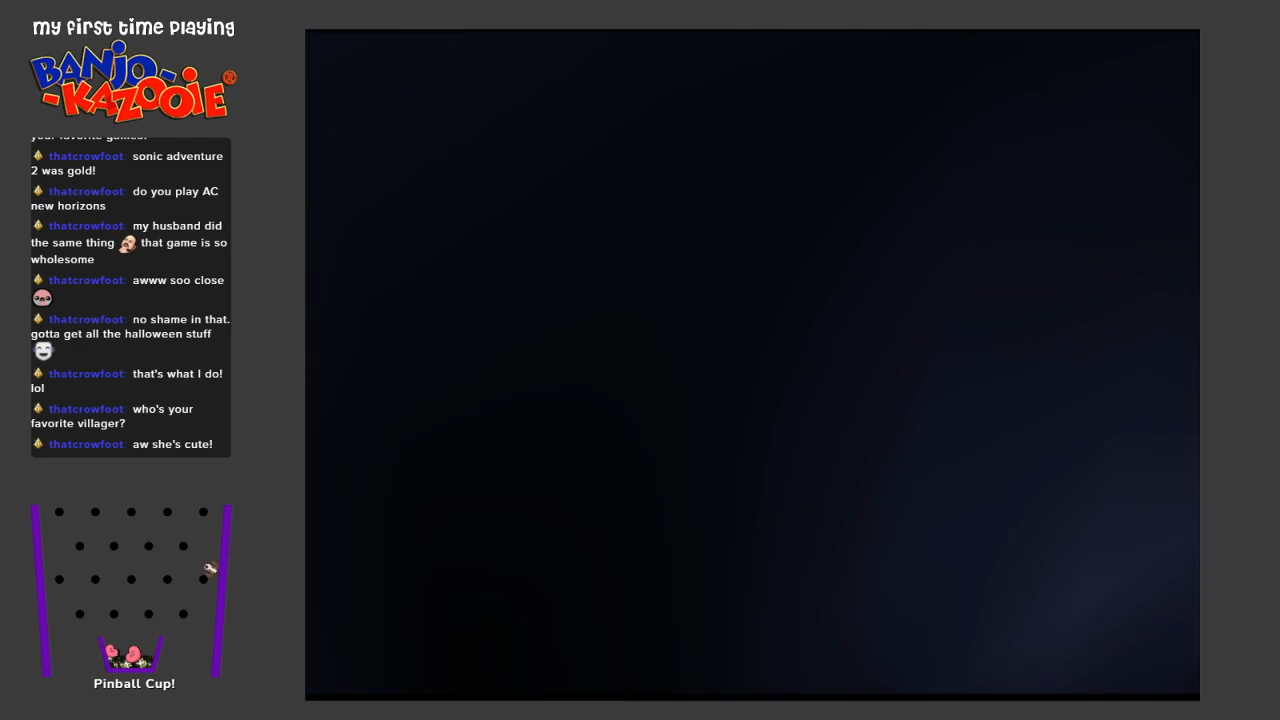 my first time playing
BANJO-
-KAZOOIE
your favorite games?
thatcrowfoot: sonic adventure
2 was gold!
thatcrowfoot: do you play AC
new horizons
thatcrowfoot: my husband did
the same thing that game is so
wholesome
thatcrowfoot: awww soo close
thatcrowfoot: no shame in that.
gotta get all the halloween stuff
thatcrowfoot: that's what I do!
lol
thatcrowfoot: who's your
favorite villager?
thatcrowfoot: aw she's cute!
Pinball Cup!